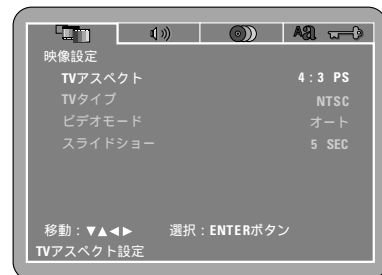 Aあ
映像設定
TVアスペクト 4:3 PS
TVタイプ NTSC
ビデオモード オート
スライドショー 5 SEC
移動:▼▲◀▶ 選択:ENTERボタン
TVアスペクト設定